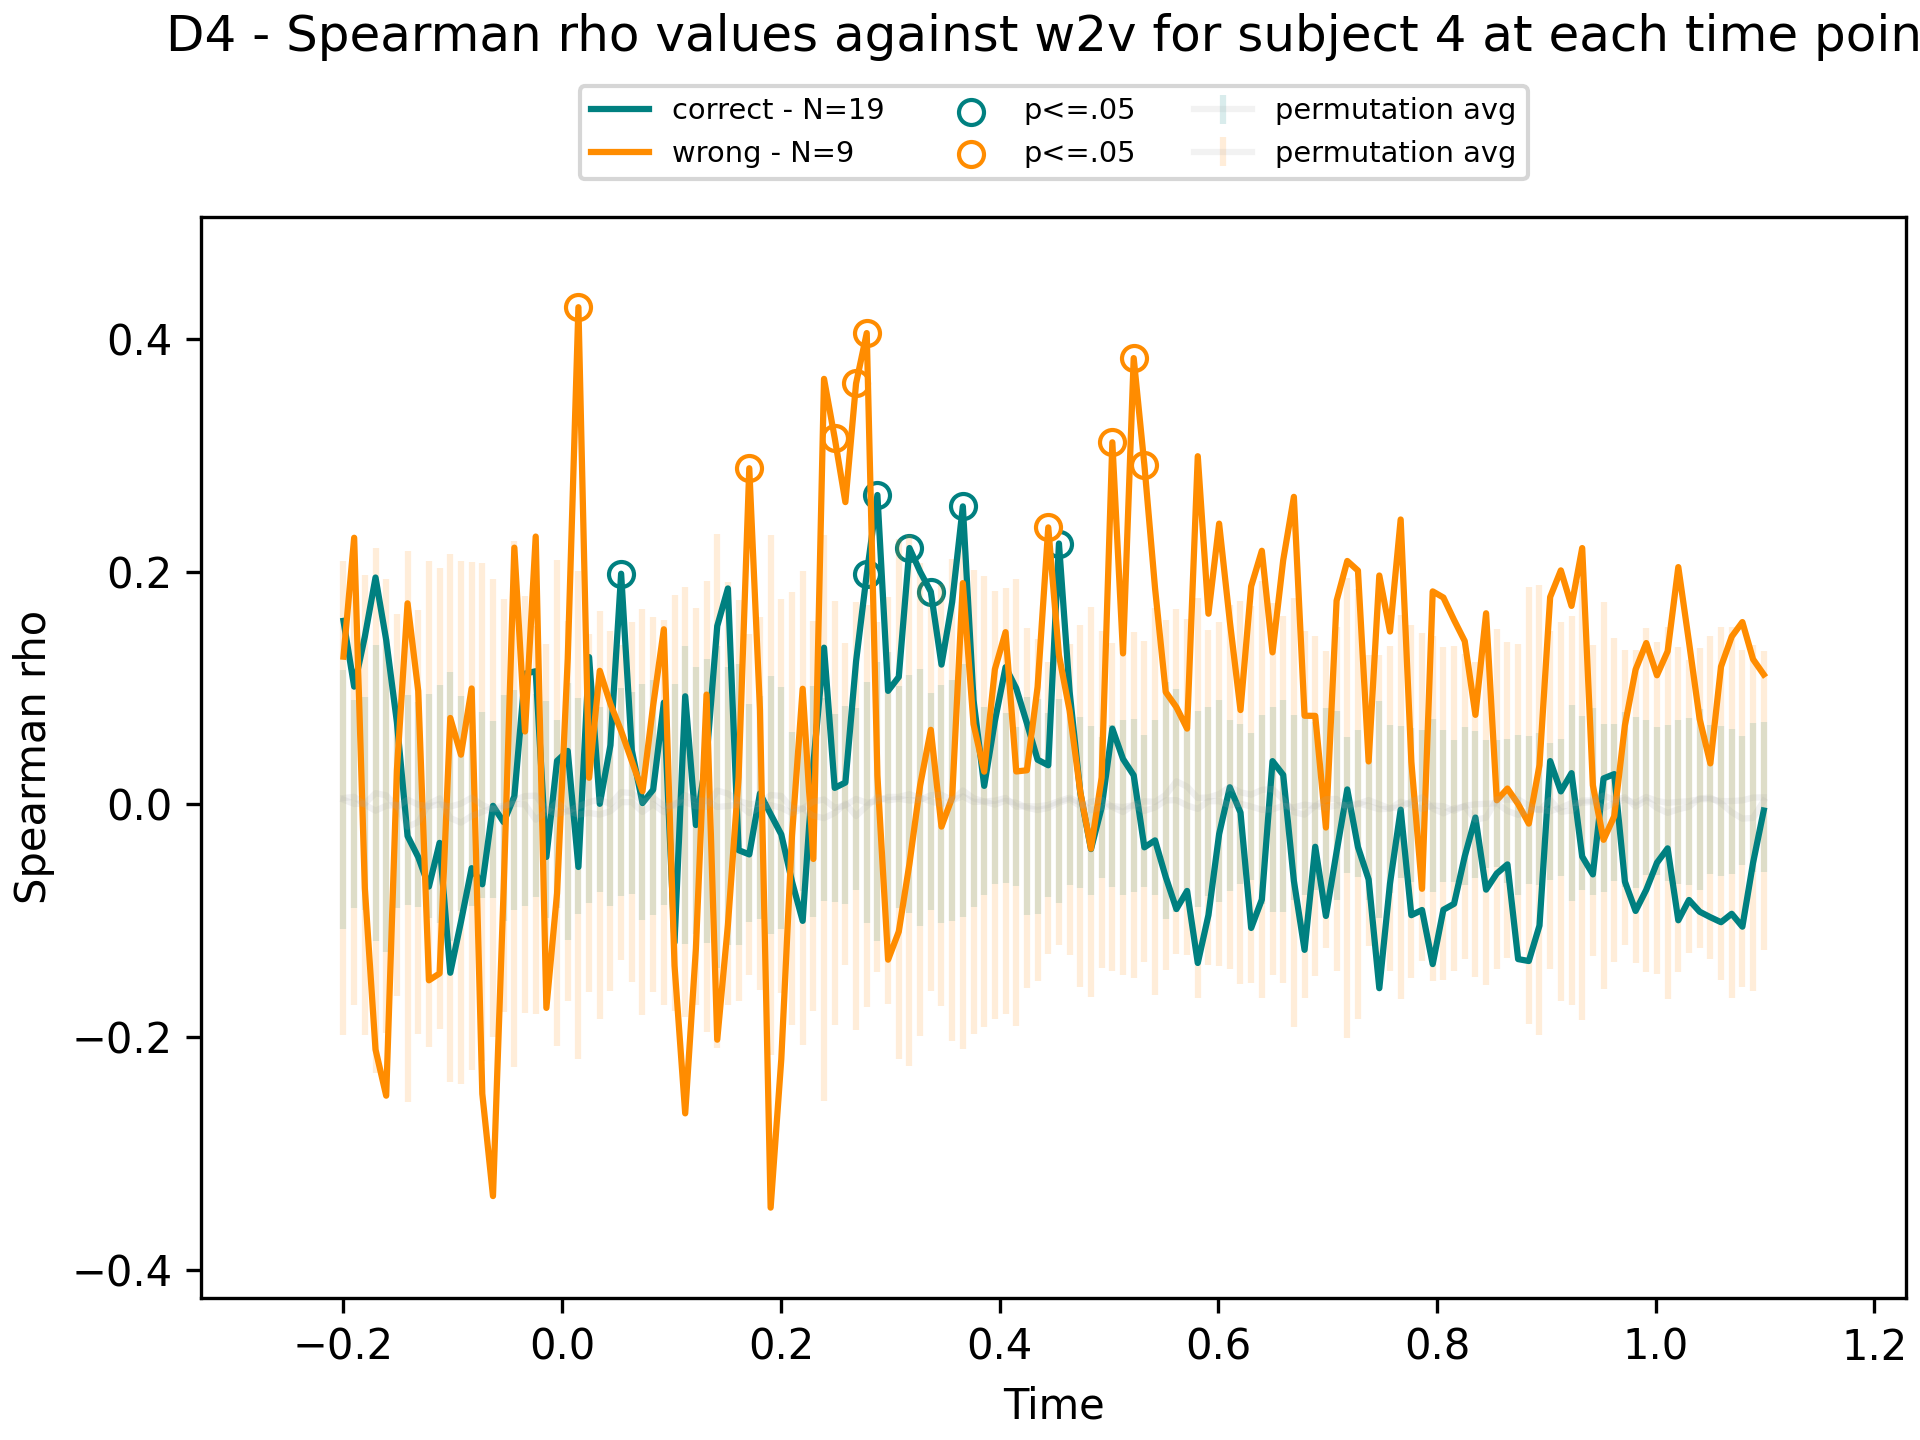 D4 - Spearman rho values against w2v for subject 4 at each time poin
correct - N=19
wrong - N=9
p<=.05
p<=.05
permutation avg
permutation avg
Spearman rho
0.4
0.2
0.0
−0.2
−0.4
−0.2 0.0 0.2 0.4 0.6 0.8 1.0 1.2
Time